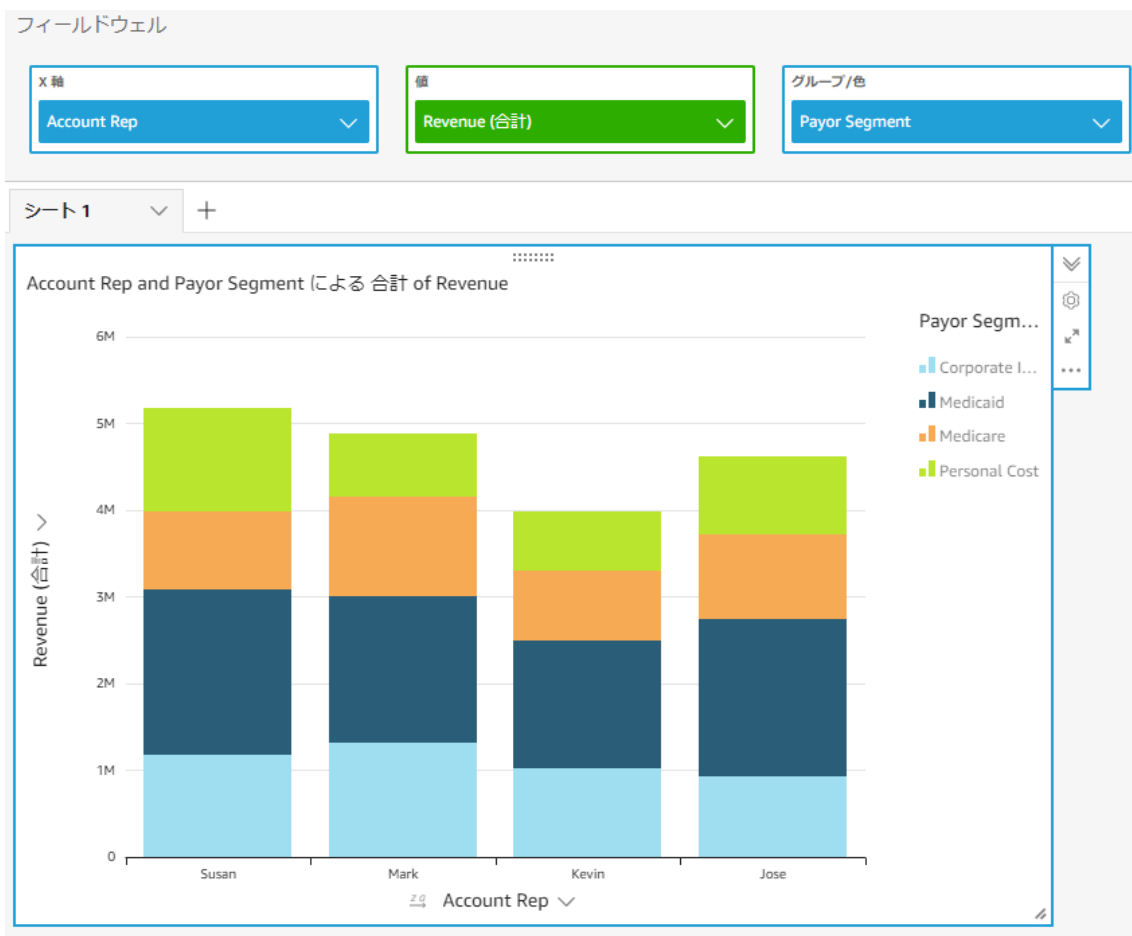 フィールドウェル
X 軸
値
グループ/色
Account Rep
Revenue (合計)
Payor Segment
シート 1
Account Rep and Payor Segment による 合計 of Revenue
Payor Segm...
Corporate I...
Medicaid
Medicare
Personal Cost
6M
5M
4M
3M
2M
1M
0
Revenue (合計)
Susan
Mark
Kevin
Jose
Account Rep